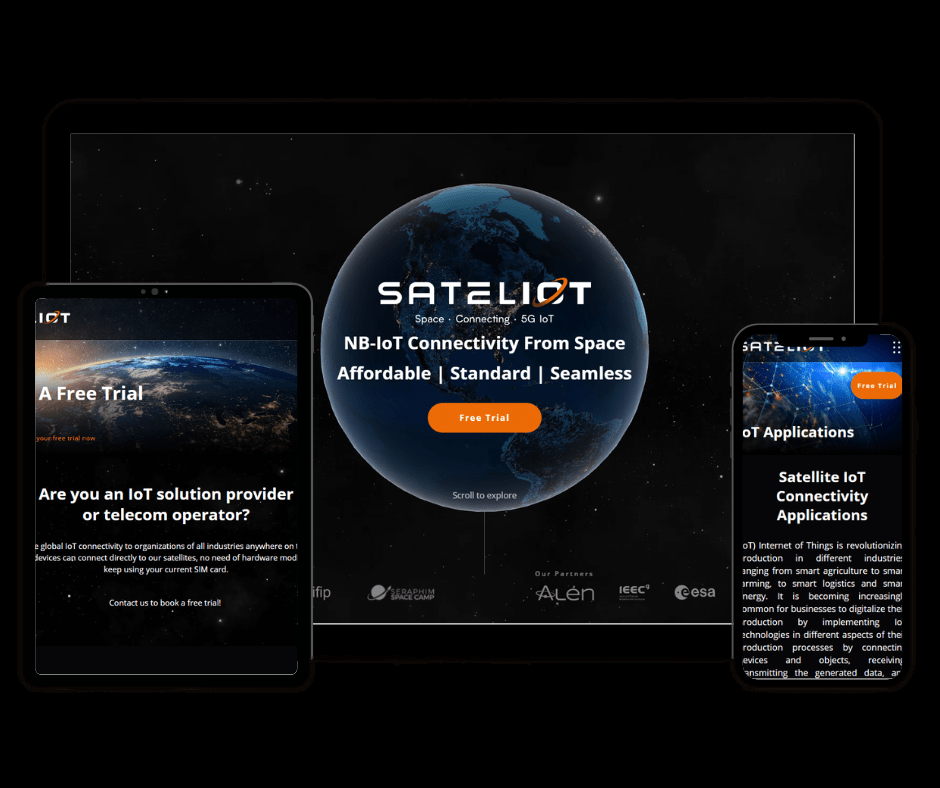 SATELIOT
Space · Connecting · 5G IoT
NB-IoT Connectivity From Space
Affordable | Standard | Seamless
Free Trial
Scroll to explore
Our Partners
ifip
SERAPHIM
SPACE CAMP
ALén
IEEC
esa
LIOT
A Free Trial
your free trial now
Are you an IoT solution provider
or telecom operator?
e global IoT connectivity to organizations of all industries anywhere on t
devices can connect directly to our satellites, no need of hardware mod
keep using your current SIM card.
Contact us to book a free trial!
SATELIOT
Free Trial
oT Applications
Satellite IoT
Connectivity
Applications
oT) Internet of Things is revolutionizin
roduction in different industries
anging from smart agriculture to smar
arming, to smart logistics and smar
nergy. It is becoming increasingl
ommon for businesses to digitalize thei
roduction by implementing Io
echnologies in different aspects of thei
roduction processes by connectin
evices and objects, receiving
ransmitting the generated data, an